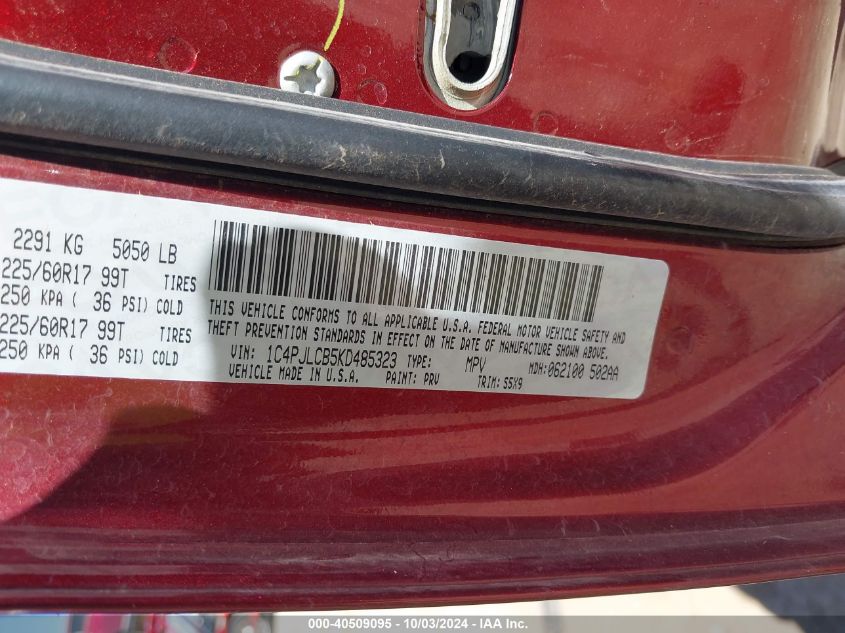 2291 KG 5050 LB
225/60R17 99T TIRES
250 KPA ( 36 PSI) COLD
225/60R17 99T TIRES
250 KPA ( 36 PSI) COLD
THIS VEHICLE CONFORMS TO ALL APPLICABLE U.S.A. FEDERAL MOTOR VEHICLE SAFETY AND
THEFT PREVENTION STANDARDS IN EFFECT ON THE DATE OF MANUFACTURE SHOWN ABOVE.
VIN: 1C4PJLCB5KD485323 TYPE: MPV MDH:062100 502AA
VEHICLE MADE IN U.S.A. PAINT: PRV TRIM: S5X9
000-40509095 - 10/03/2024 - IAA Inc.